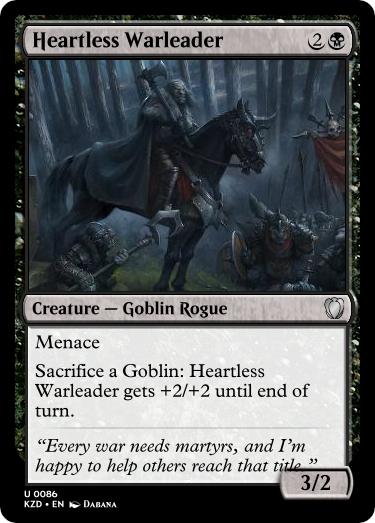 Heartless Warleader 2
Creature — Goblin Rogue
Menace
Sacrifice a Goblin: Heartless
Warleader gets +2/+2 until end of
turn.
“Every war needs martyrs, and I’m
happy to help others reach that title.”
3/2
U 0086
KZD • EN Dabana